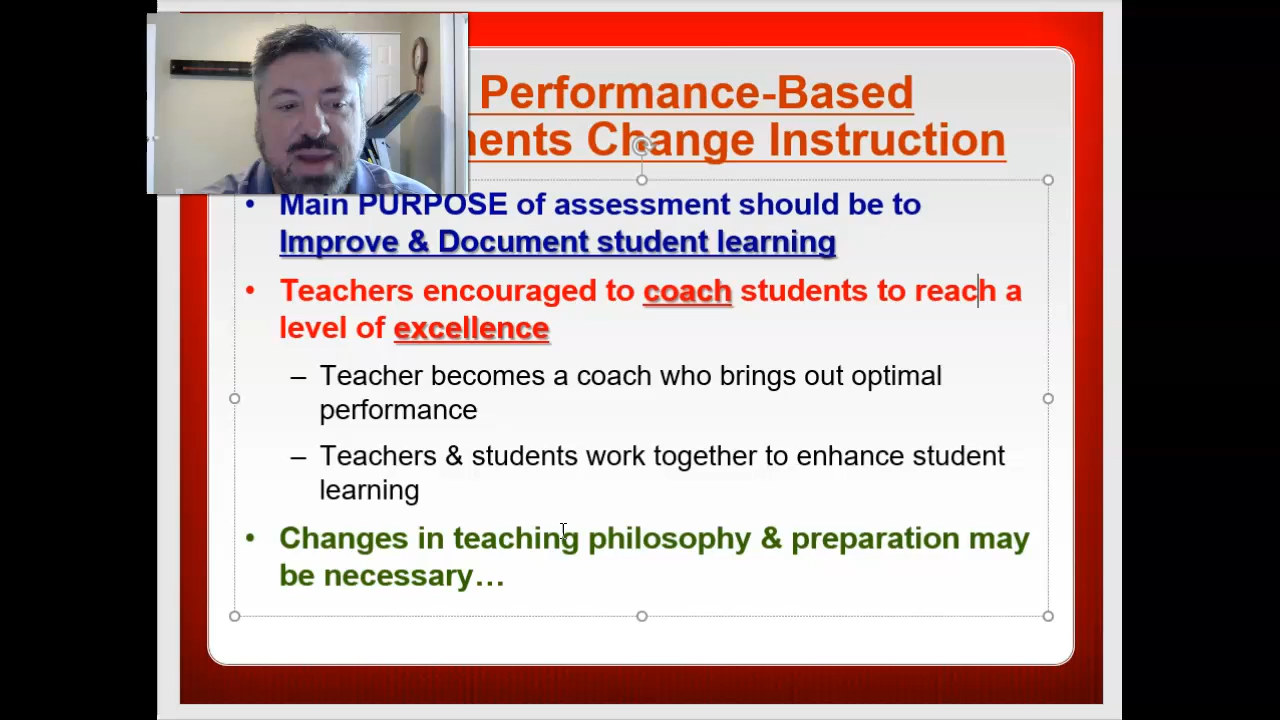 Performance-Based
ments Change Instruction
• Main PURPOSE of assessment should be to
Improve & Document student learning
• Teachers encouraged to coach students to reach a
level of excellence
– Teacher becomes a coach who brings out optimal
performance
– Teachers & students work together to enhance student
learning
• Changes in teaching philosophy & preparation may
be necessary…